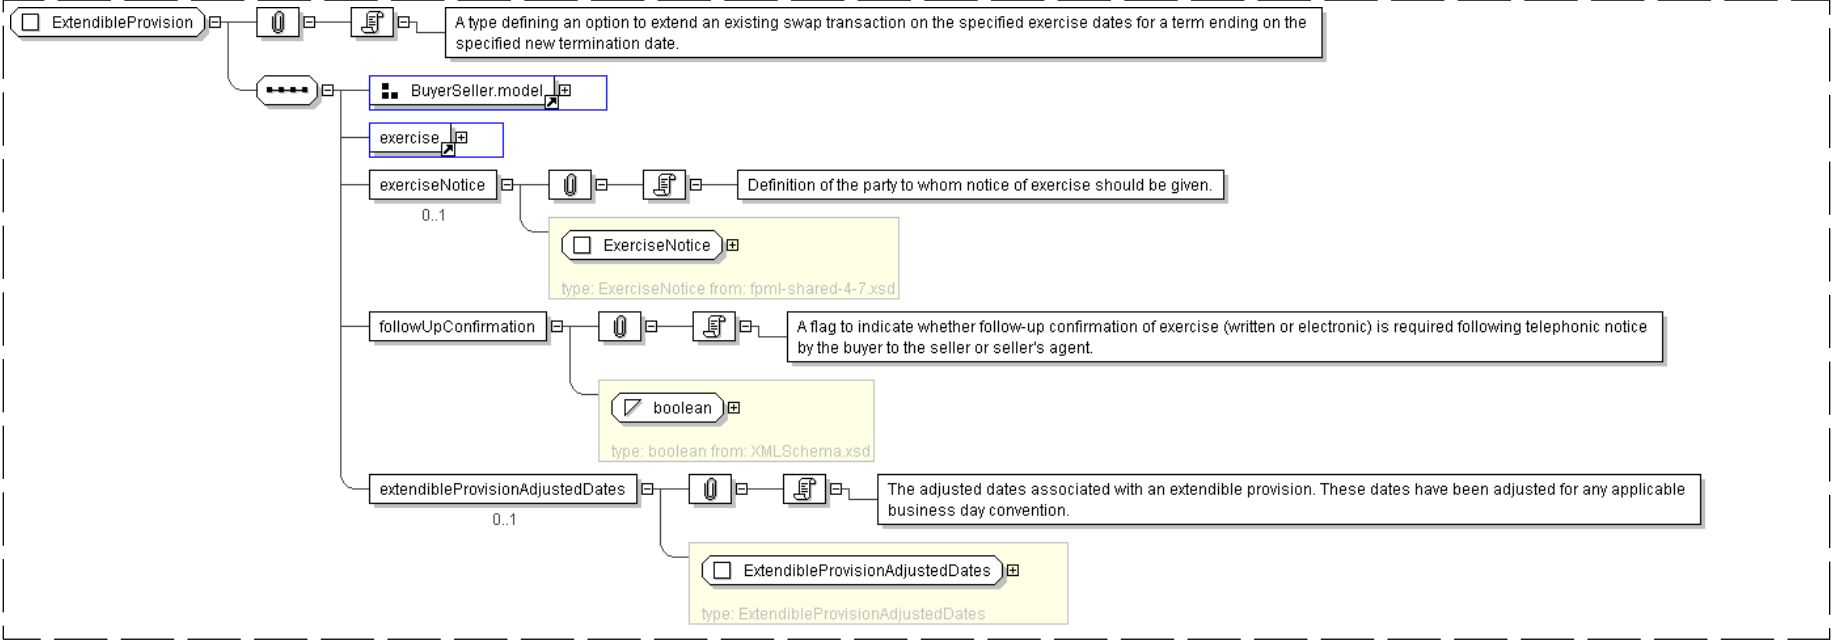 ExtendibleProvision
A type defining an option to extend an existing swap transaction on the specified exercise dates for a term ending on the
specified new termination date.
BuyerSeller.model
exercise
exerciseNotice
Definition of the party to whom notice of exercise should be given.
0..1
ExerciseNotice
type: ExerciseNotice from: fpml-shared-4-7.xsd
followUpConfirmation
A flag to indicate whether follow-up confirmation of exercise (written or electronic) is required following telephonic notice
by the buyer to the seller or seller's agent.
boolean
type: boolean from: XMLSchema.xsd
extendibleProvisionAdjustedDates
The adjusted dates associated with an extendible provision. These dates have been adjusted for any applicable
business day convention.
0..1
ExtendibleProvisionAdjustedDates
type: ExtendibleProvisionAdjustedDates